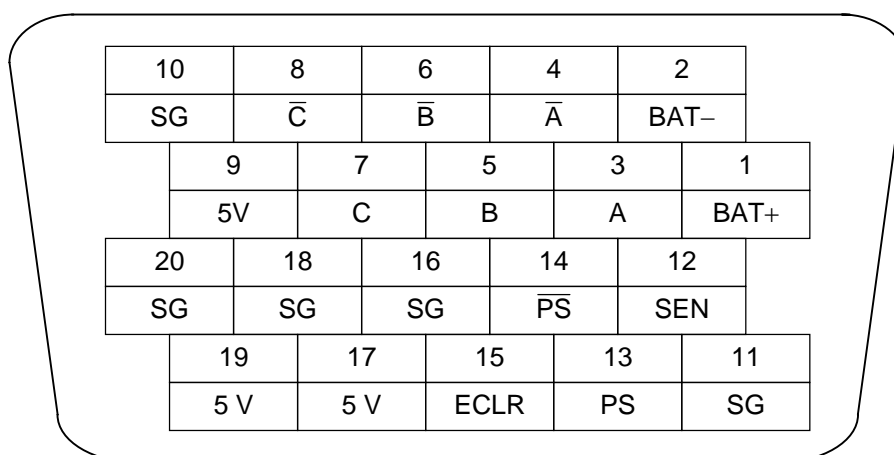 10 8 6 4 2
SG C̅ B̅ A̅ BAT−
9 7 5 3 1
5V C B A BAT+
20 18 16 14 12
SG SG SG P̅S̅ SEN
19 17 15 13 11
5 V 5 V ECLR PS SG